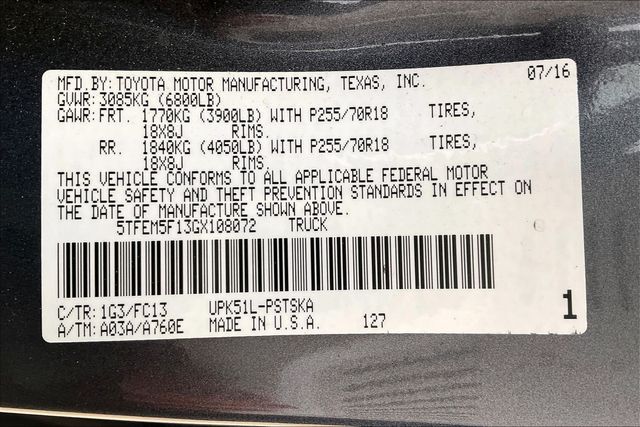 07/16
MFD.BY:TOYOTA MOTOR MANUFACTURING, TEXAS, INC.
GVWR:3085KG (6800LB)
GAWR:FRT. 1770KG (3900LB) WITH P255/70R18 TIRES,
18X8J RIMS.
RR. 1840KG (4050LB) WITH P255/70R18 TIRES,
18X8J RIMS.
THIS VEHICLE CONFORMS TO ALL APPLICABLE FEDERAL MOTOR
VEHICLE SAFETY AND THEFT PREVENTION STANDARDS IN EFFECT ON
THE DATE OF MANUFACTURE SHOWN ABOVE.
5TFEM5F13GX108072 TRUCK
C/TR:1G3/FC13 UPK51L-PSTSKA
A/TM:A03A/A760E MADE IN U.S.A. 127
1